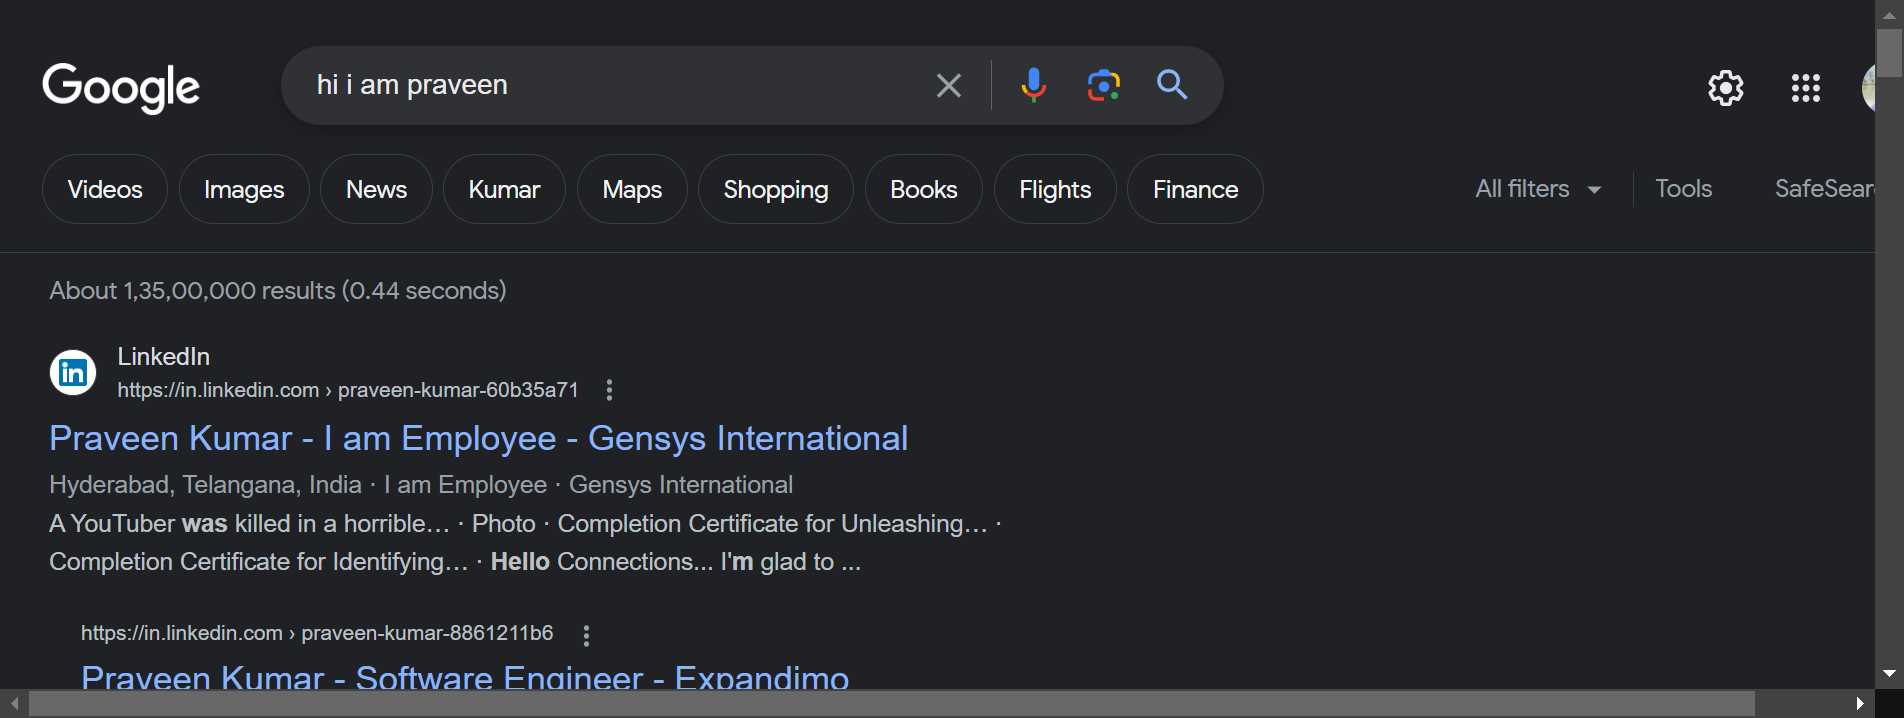 Google
hi i am praveen
Videos
Images
News
Kumar
Maps
Shopping
Books
Flights
Finance
All filters
Tools
SafeSear
About 1,35,00,000 results (0.44 seconds)
in
LinkedIn
https://in.linkedin.com › praveen-kumar-60b35a71
Praveen Kumar - I am Employee - Gensys International
Hyderabad, Telangana, India · I am Employee · Gensys International
A YouTuber was killed in a horrible… · Photo · Completion Certificate for Unleashing… ·
Completion Certificate for Identifying… · Hello Connections... I'm glad to ...
https://in.linkedin.com › praveen-kumar-8861211b6
Praveen Kumar - Software Engineer - Expandimo